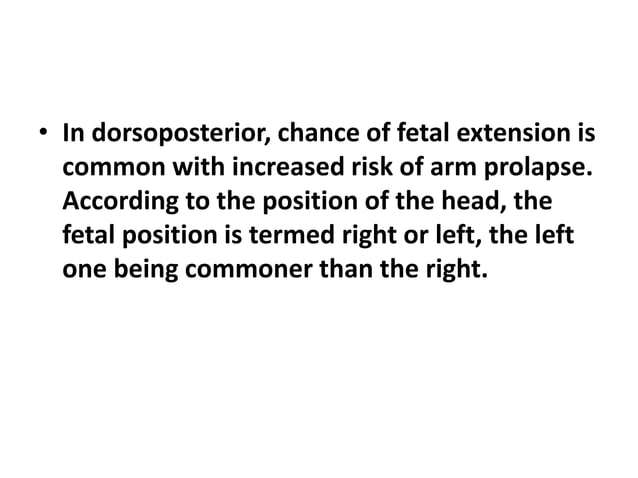 • In dorsoposterior, chance of fetal extension is
common with increased risk of arm prolapse.
According to the position of the head, the
fetal position is termed right or left, the left
one being commoner than the right.